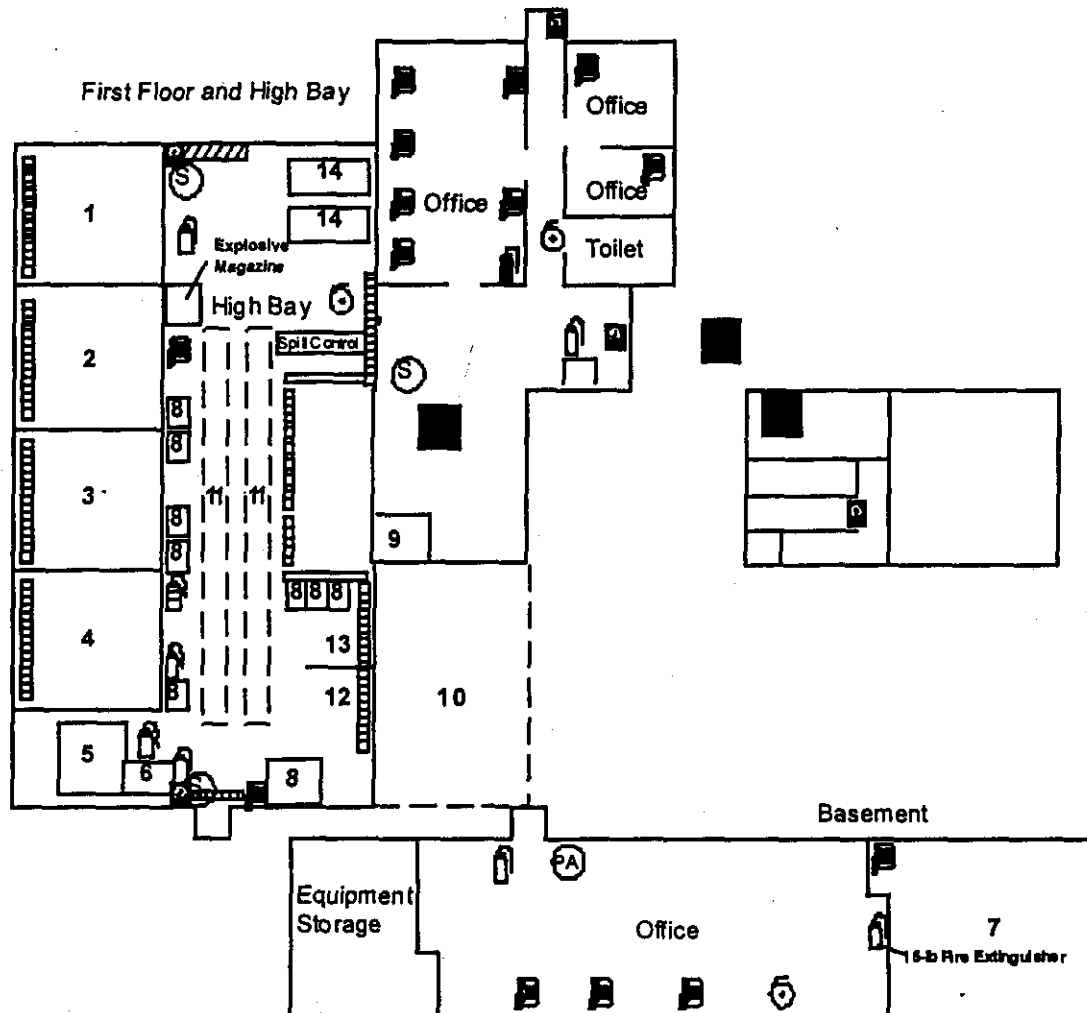 First Floor and High Bay
Office
Office
Office
Toilet
1
S
14
14
Explosive
Magazine
High Bay
Spill Control
2
S
8
8
3
11
11
8
8
9
8
8
8
4
13
12
10
8
5
6
S
8
Basement
Equipment
Storage
PA
Office
7
15-lb Fire Extinguisher